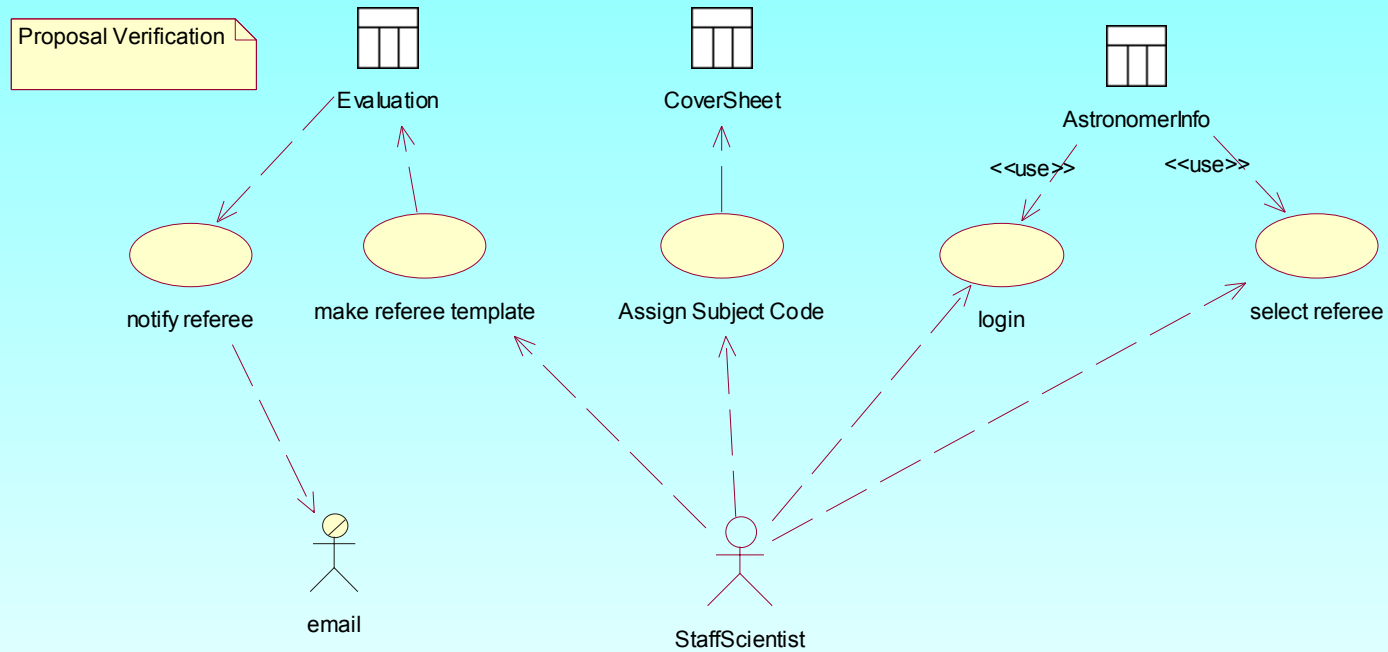 Proposal Verification
Evaluation
CoverSheet
AstronomerInfo
<<use>>
<<use>>
notify referee
make referee template
Assign Subject Code
login
select referee
email
StaffScientist